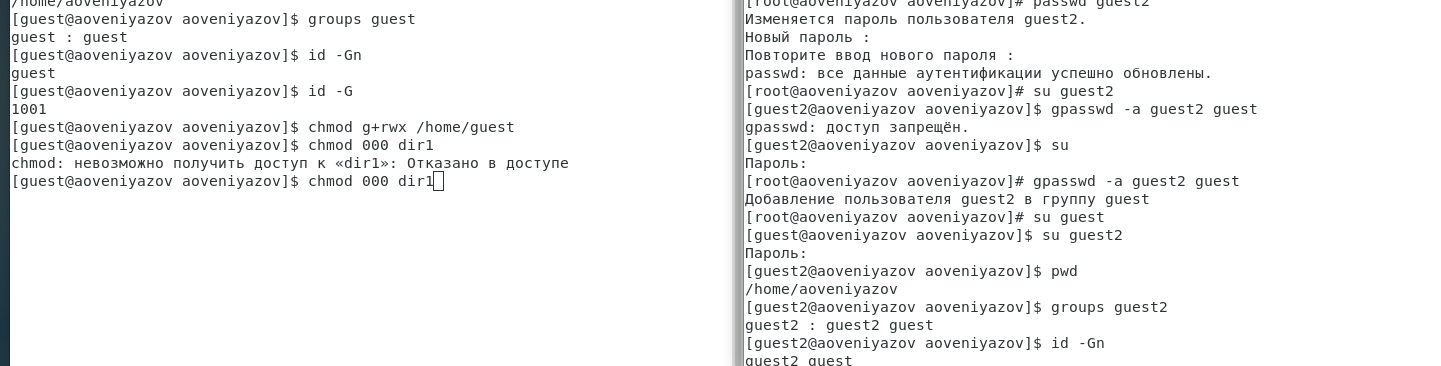 /home/aoveniyazov
[guest@aoveniyazov aoveniyazov]$ groups guest
guest : guest
[guest@aoveniyazov aoveniyazov]$ id -Gn
guest
[guest@aoveniyazov aoveniyazov]$ id -G
1001
[guest@aoveniyazov aoveniyazov]$ chmod g+rwx /home/guest
[guest@aoveniyazov aoveniyazov]$ chmod 000 dir1
chmod: невозможно получить доступ к «dir1»: Отказано в доступе
[guest@aoveniyazov aoveniyazov]$ chmod 000 dir1
[root@aoveniyazov aoveniyazov]# passwd guest2
Изменяется пароль пользователя guest2.
Новый пароль :
Повторите ввод нового пароля :
passwd: все данные аутентификации успешно обновлены.
[root@aoveniyazov aoveniyazov]# su guest2
[guest2@aoveniyazov aoveniyazov]$ gpasswd -a guest2 guest
gpasswd: доступ запрещён.
[guest2@aoveniyazov aoveniyazov]$ su
Пароль:
[root@aoveniyazov aoveniyazov]# gpasswd -a guest2 guest
Добавление пользователя guest2 в группу guest
[root@aoveniyazov aoveniyazov]# su guest
[guest@aoveniyazov aoveniyazov]$ su guest2
Пароль:
[guest2@aoveniyazov aoveniyazov]$ pwd
/home/aoveniyazov
[guest2@aoveniyazov aoveniyazov]$ groups guest2
guest2 : guest2 guest
[guest2@aoveniyazov aoveniyazov]$ id -Gn
guest2 guest